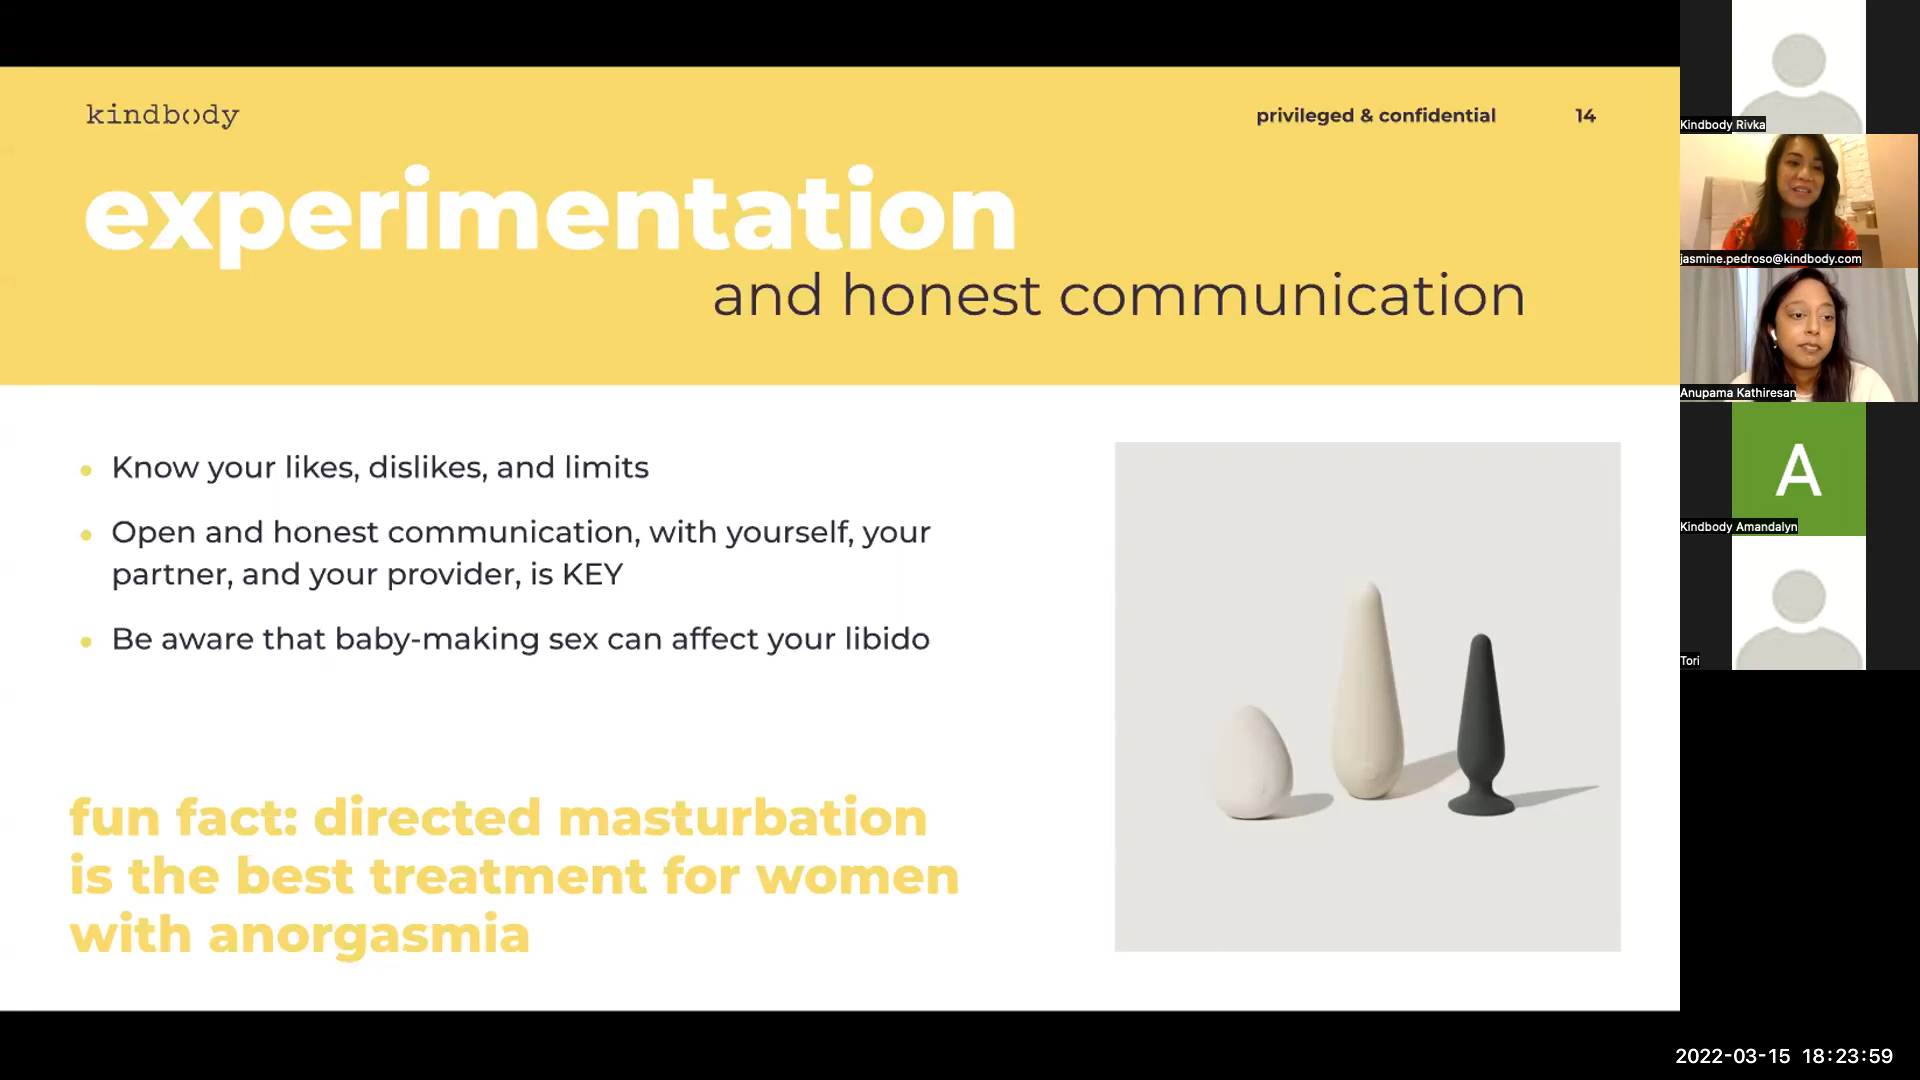 kindbody
privileged & confidential 14
experimentation
and honest communication
Know your likes, dislikes, and limits
Open and honest communication, with yourself, your
partner, and your provider, is KEY
Be aware that baby-making sex can affect your libido
fun fact: directed masturbation
is the best treatment for women
with anorgasmia
Kindbody Rivka
jasmine.pedroso@kindbody.com
Anupama Kathiresan
A
Kindbody Amandalyn
Tori
2022-03-15 18:23:59